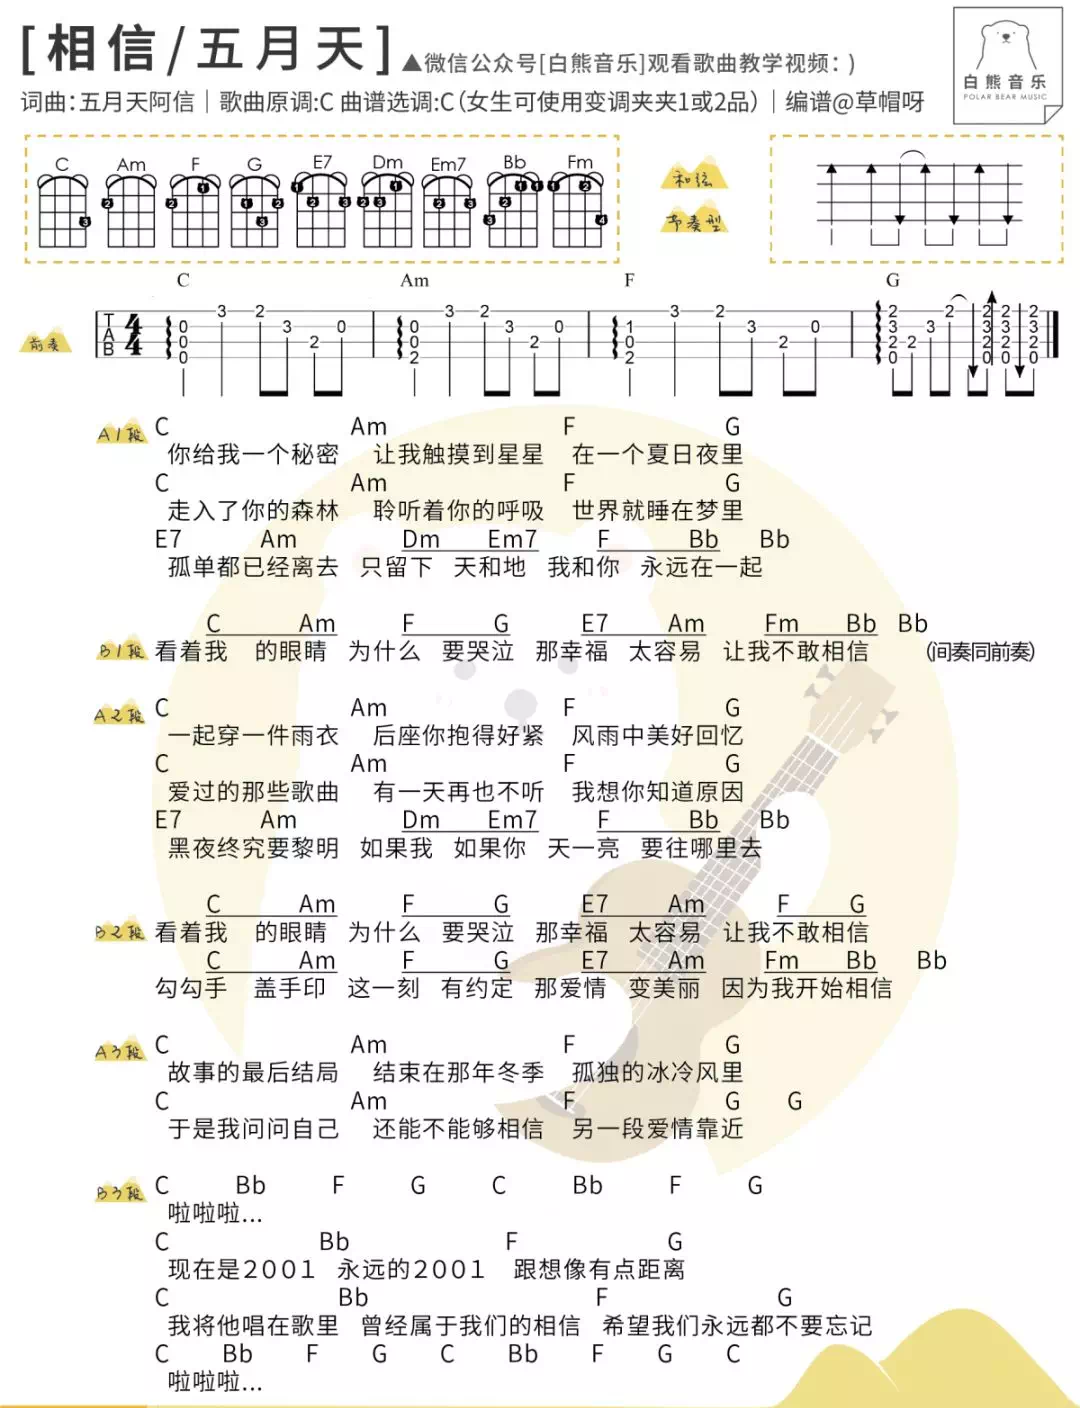 [相信/五月天] ▲微信公众号[白熊音乐]观看歌曲教学视频：)
白熊音乐
POLAR BEAR MUSIC
词曲：五月天阿信｜歌曲原调:C 曲谱选调:C（女生可使用变调夹夹1或2品）｜编谱@草帽呀
C Am F G E7 Dm Em7 Bb Fm
和弦
节奏型
C Am F G
前奏
TAB 4/4
A1段
C Am F G
你给我一个秘密 让我触摸到星星 在一个夏日夜里
C Am F G
走入了你的森林 聆听着你的呼吸 世界就睡在梦里
E7 Am Dm Em7 F Bb Bb
孤单都已经离去 只留下 天和地 我和你 永远在一起
C Am F G E7 Am Fm Bb Bb
B1段 看着我 的眼睛 为什么 要哭泣 那幸福 太容易 让我不敢相信 （间奏同前奏）
A2段
C Am F G
一起穿一件雨衣 后座你抱得好紧 风雨中美好回忆
C Am F G
爱过的那些歌曲 有一天再也不听 我想你知道原因
E7 Am Dm Em7 F Bb Bb
黑夜终究要黎明 如果我 如果你 天一亮 要往哪里去
C Am F G E7 Am F G
B2段 看着我 的眼睛 为什么 要哭泣 那幸福 太容易 让我不敢相信
C Am F G E7 Am Fm Bb Bb
勾勾手 盖手印 这一刻 有约定 那爱情 变美丽 因为我开始相信
A3段
C Am F G
故事的最后结局 结束在那年冬季 孤独的冰冷风里
C Am F G G
于是我问问自己 还能不能够相信 另一段爱情靠近
B3段
C Bb F G C Bb F G
啦啦啦...
C Bb F G
现在是2001 永远的2001 跟想像有点距离
C Bb F G
我将他唱在歌里 曾经属于我们的相信 希望我们永远都不要忘记
C Bb F G C Bb F G C
啦啦啦...